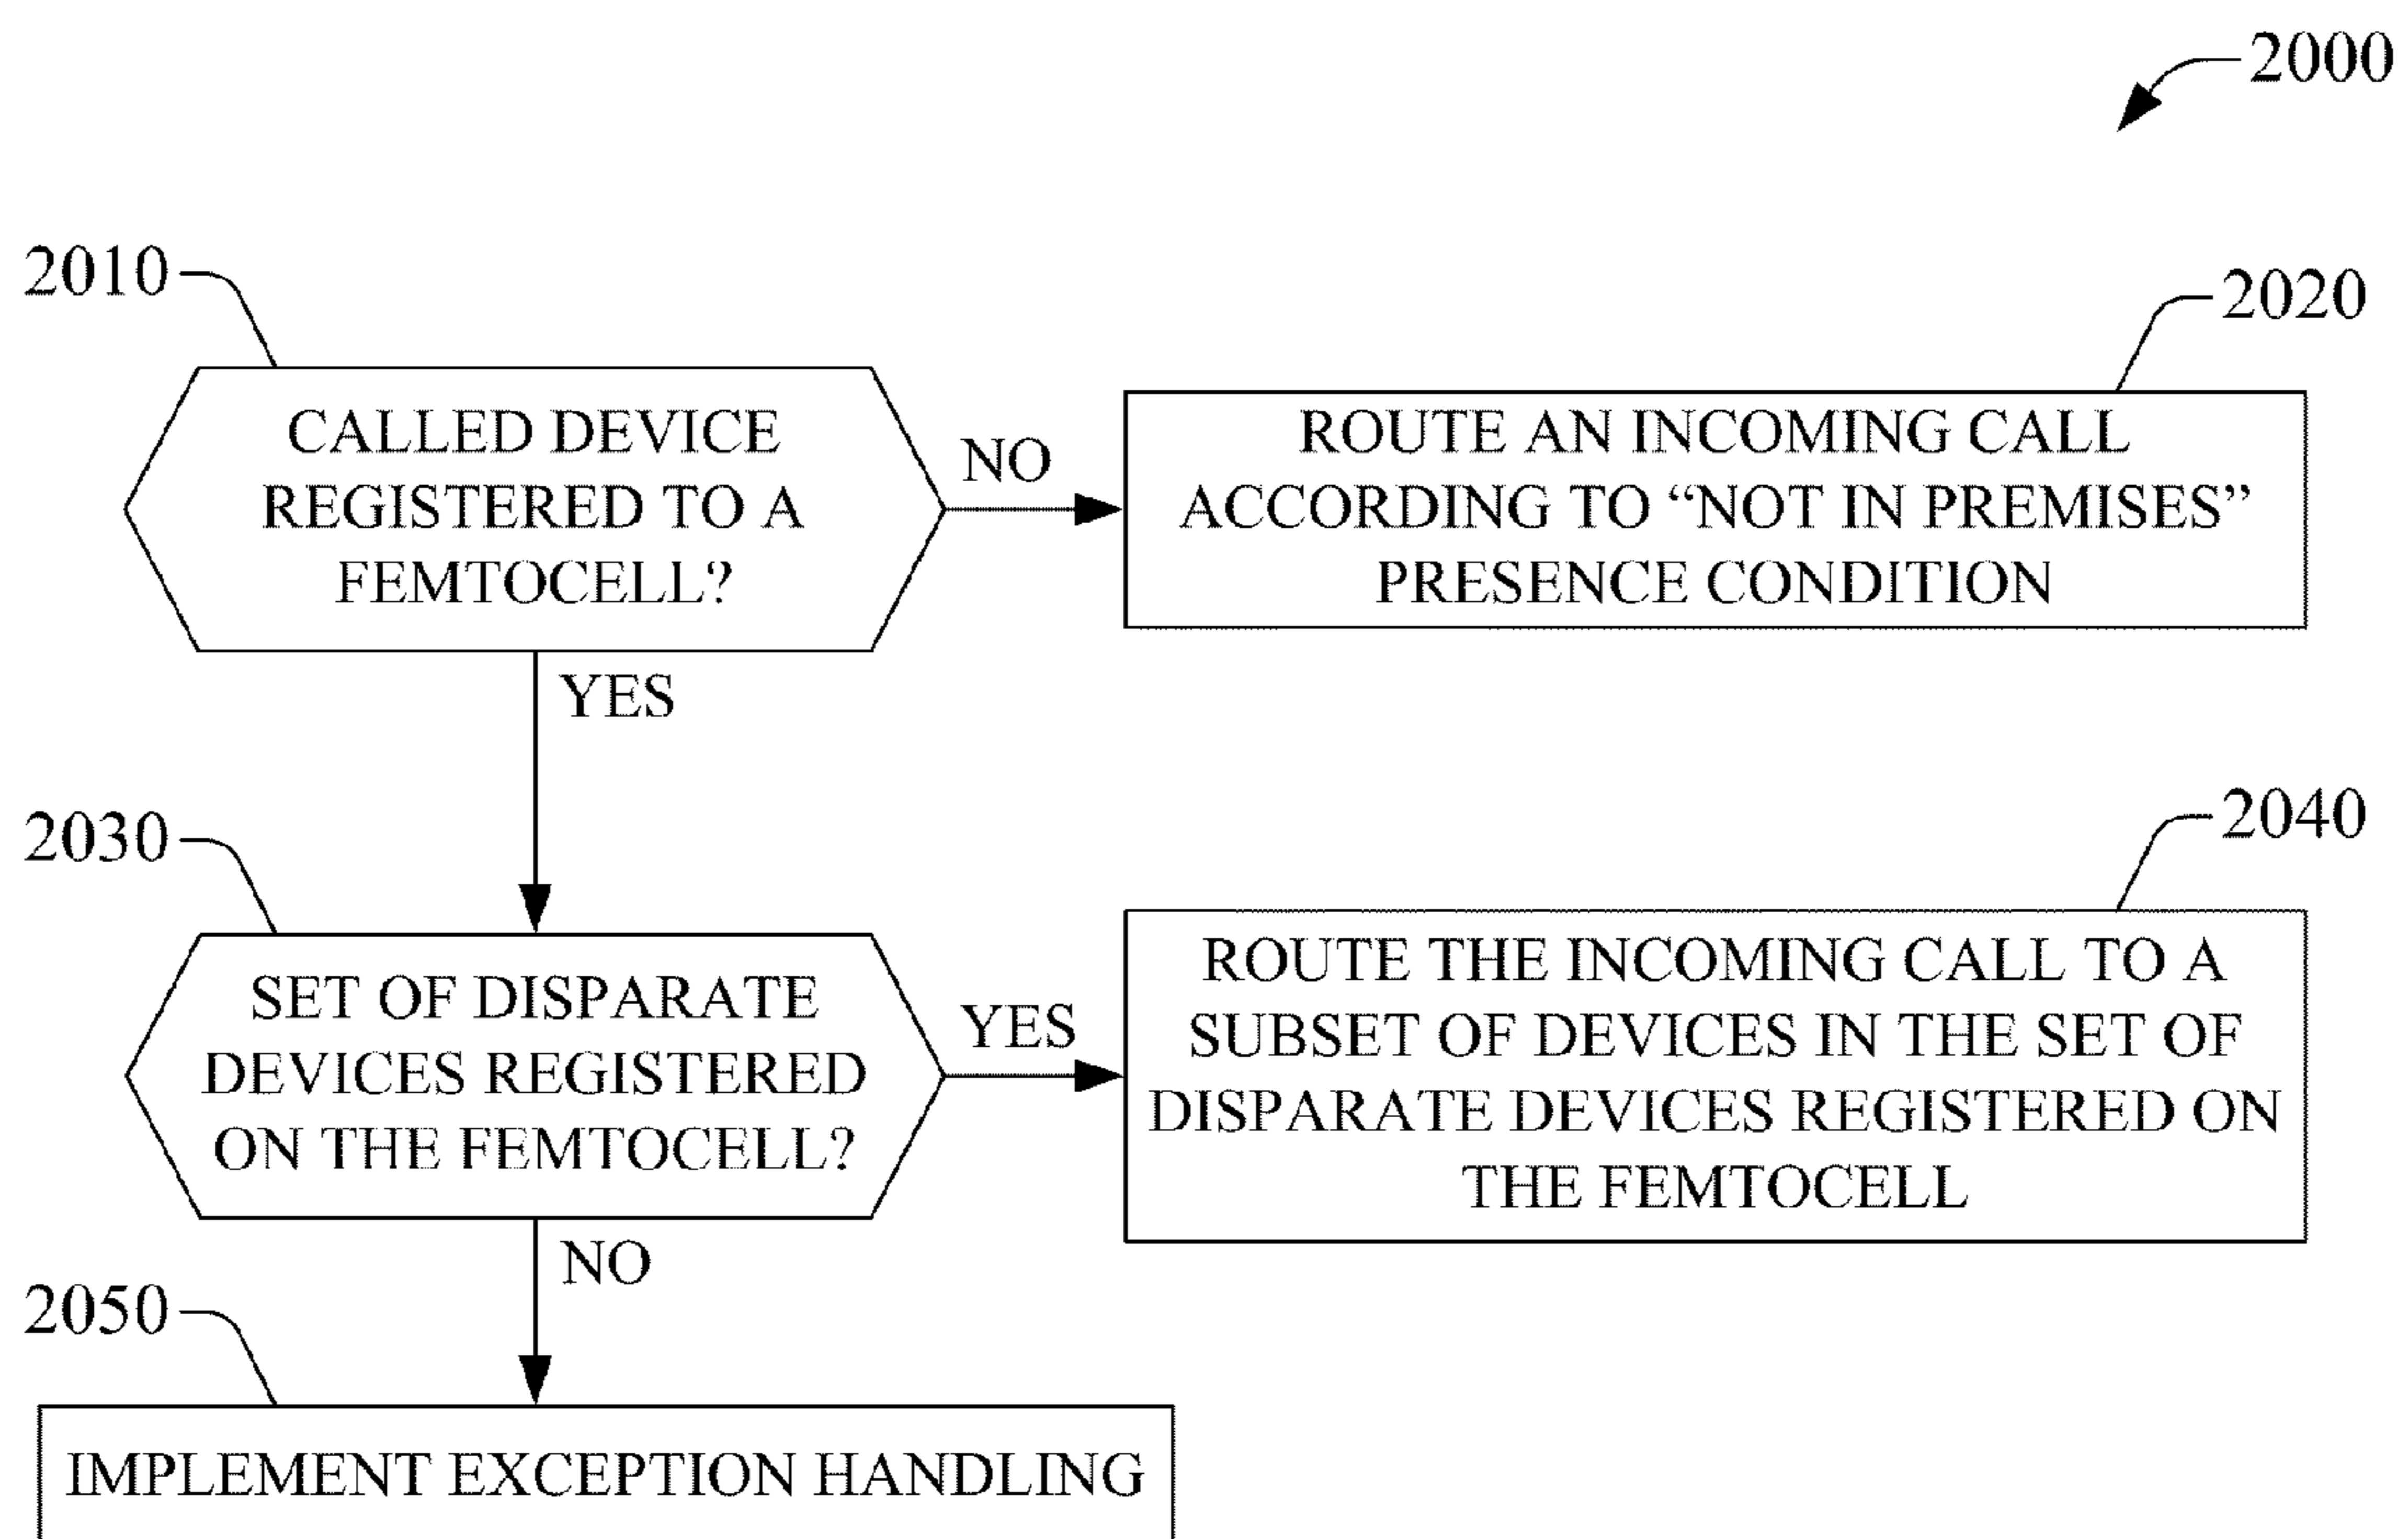 2000
2010
CALLED DEVICE
REGISTERED TO A
FEMTOCELL?
NO
2020
ROUTE AN INCOMING CALL
ACCORDING TO “NOT IN PREMISES”
PRESENCE CONDITION
YES
2030
SET OF DISPARATE
DEVICES REGISTERED
ON THE FEMTOCELL?
YES
2040
ROUTE THE INCOMING CALL TO A
SUBSET OF DEVICES IN THE SET OF
DISPARATE DEVICES REGISTERED ON
THE FEMTOCELL
NO
2050
IMPLEMENT EXCEPTION HANDLING